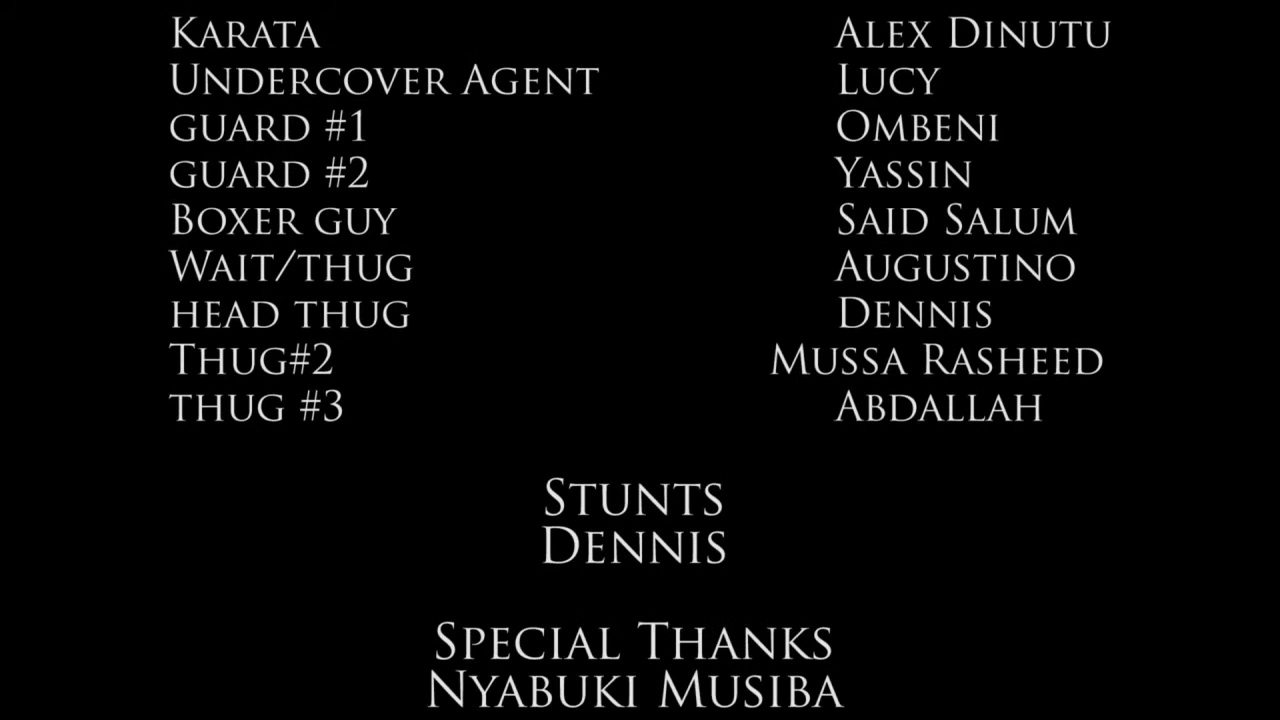 Karata Alex Dinutu
Undercover Agent Lucy
guard #1 Ombeni
guard #2 Yassin
Boxer guy Said Salum
Wait/thug Augustino
head thug Dennis
Thug#2 Mussa Rasheed
thug #3 Abdallah
Stunts
Dennis
Special Thanks
Nyabuki Musiba